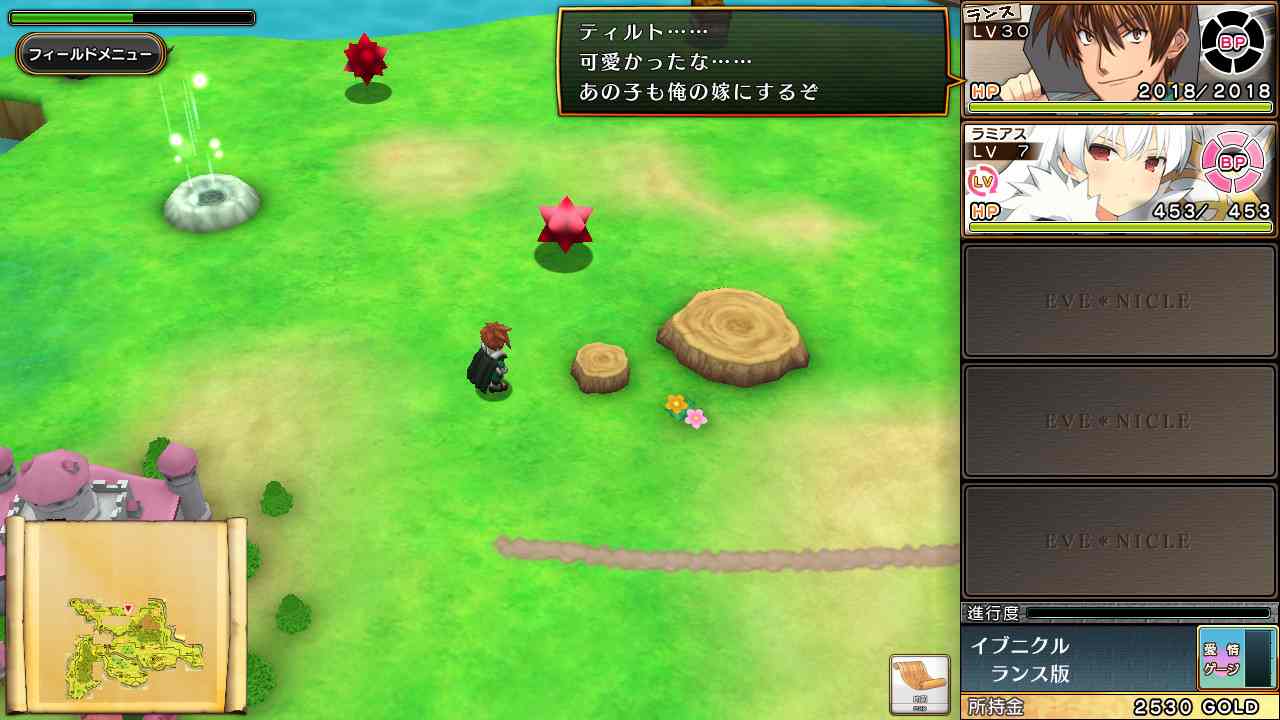 フィールドメニュー
ティルト……
可愛かったな……
あの子も俺の嫁にするぞ
ランス
LV30
BP
HP
2018/2018
ラミアス
LV 7
LV
BP
HP
453/ 453
EVE＊NICLE
EVE＊NICLE
EVE＊NICLE
進行度
イブニクル
ランス版
愛情
ゲージ
所持金
2530 GOLD